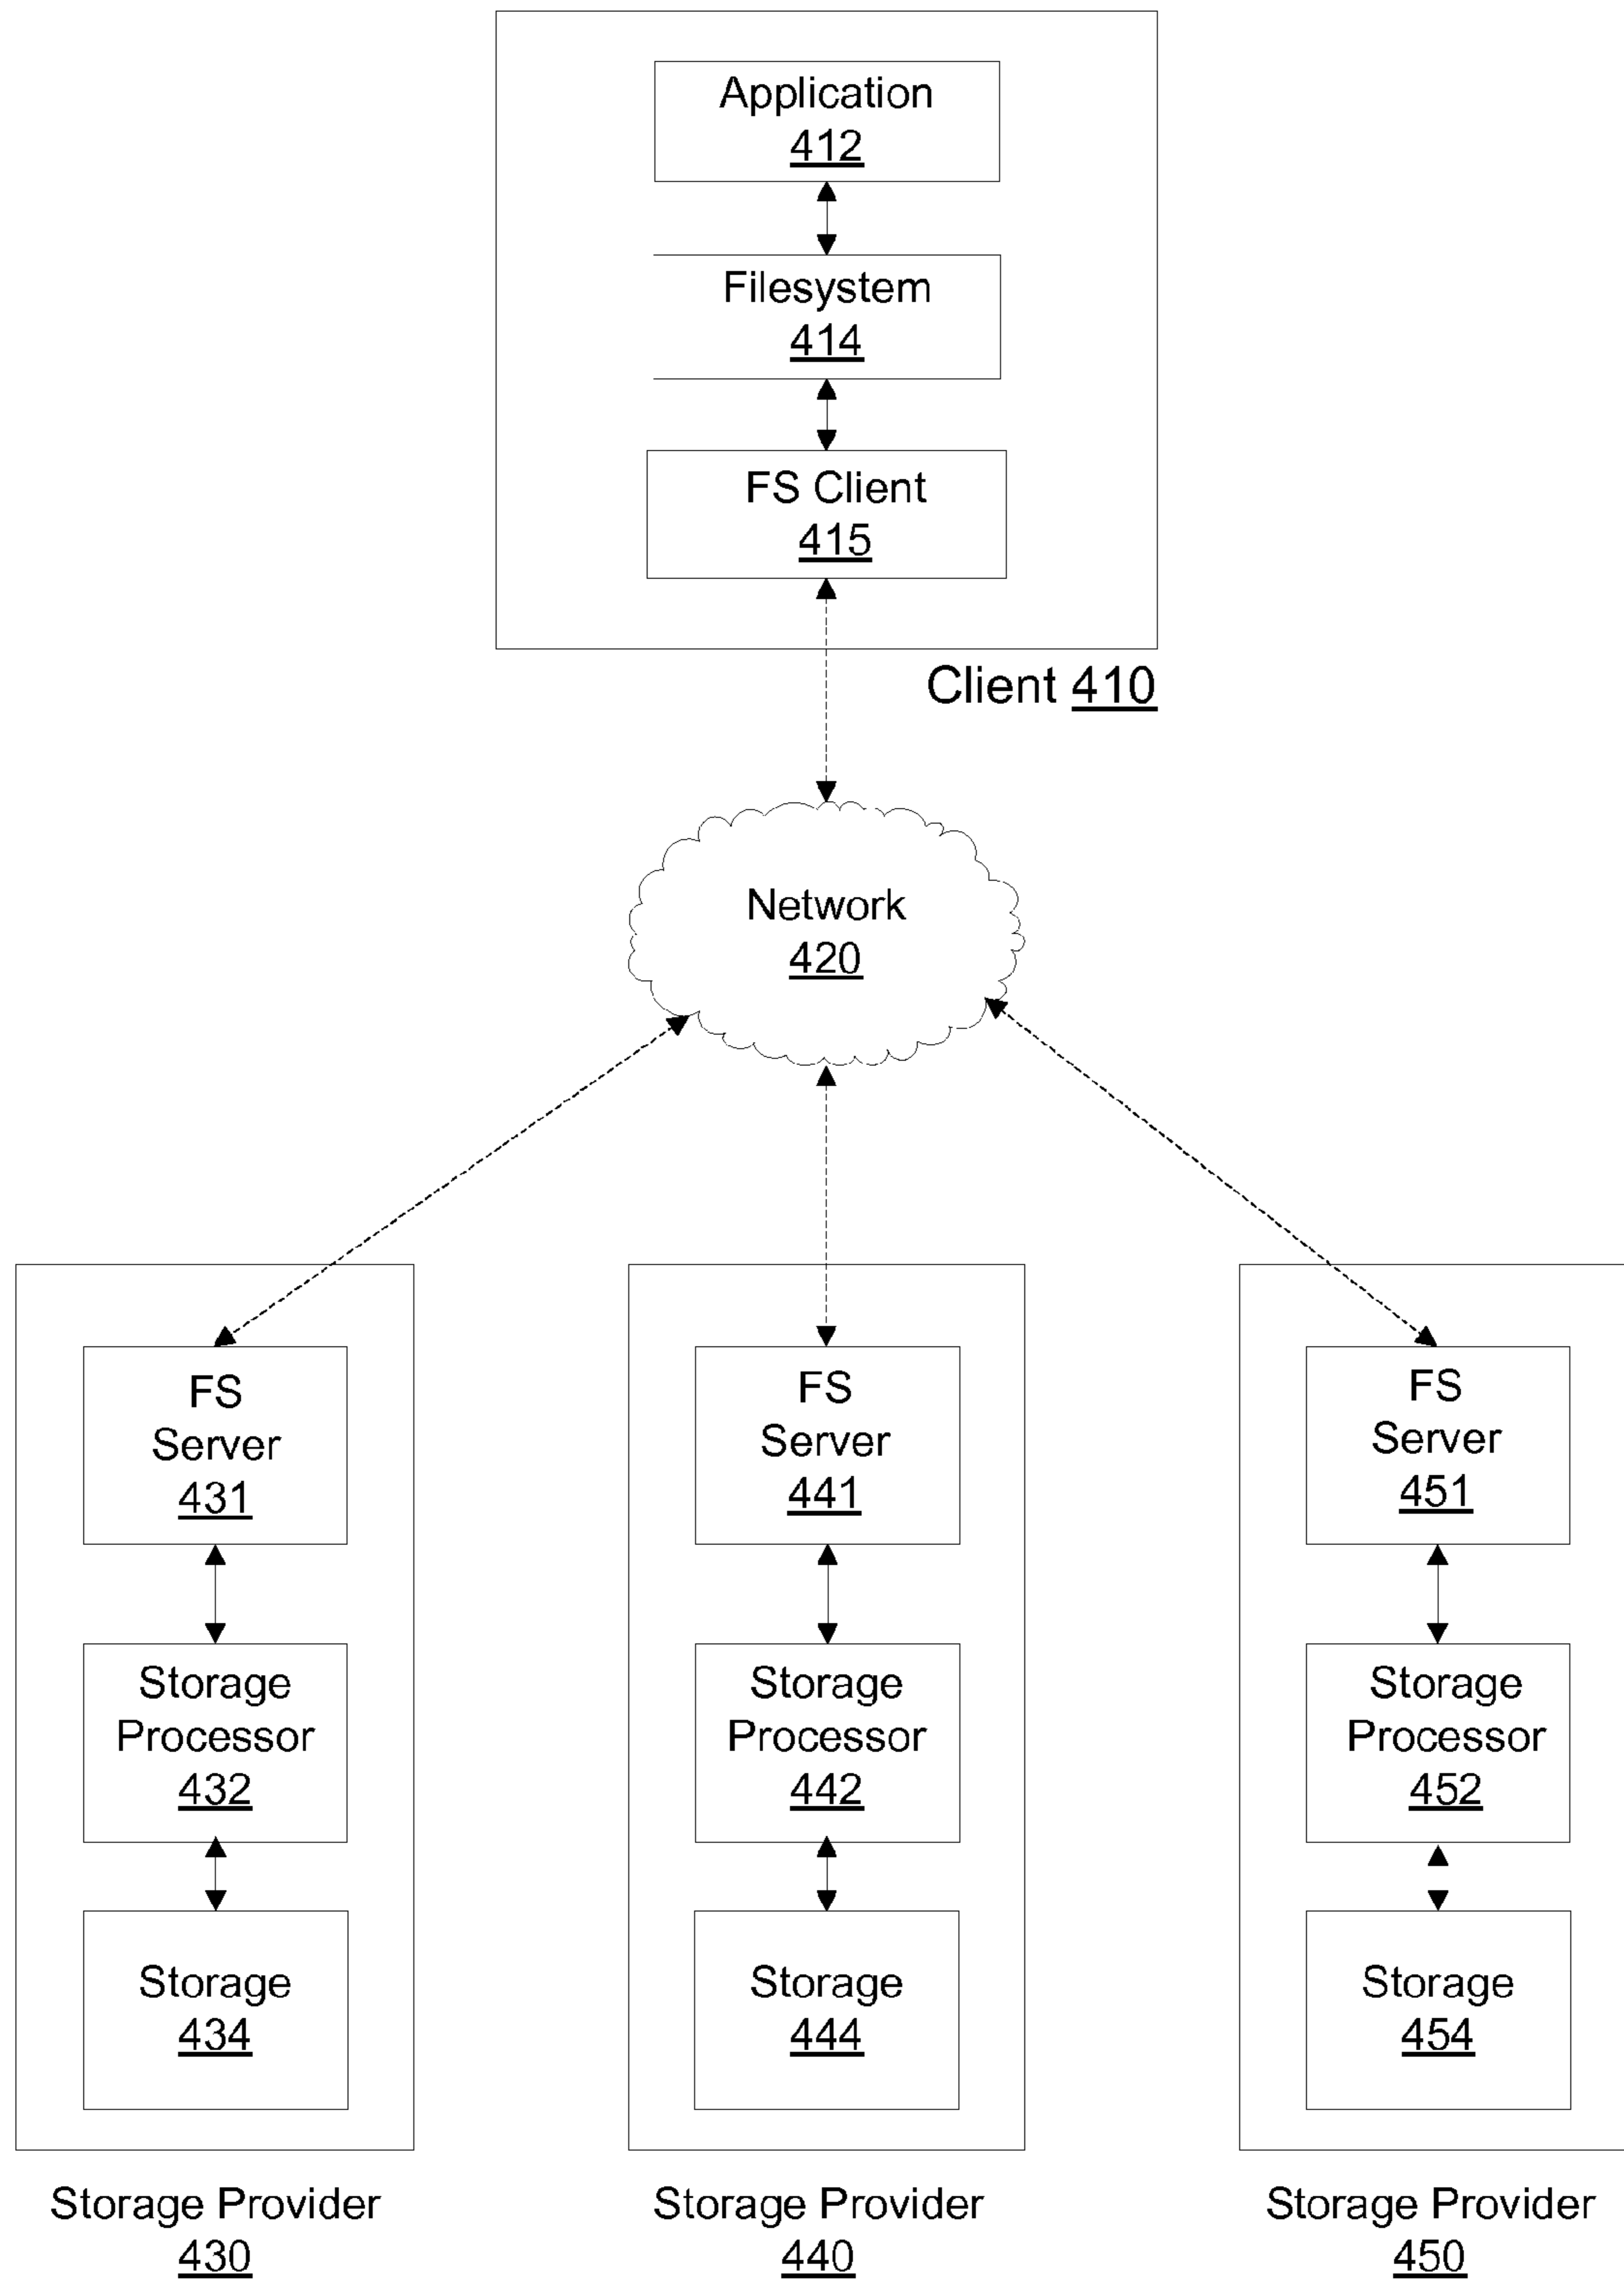 Application
412
Filesystem
414
FS Client
415
Client 410
Network
420
FS
Server
431
Storage
Processor
432
Storage
434
Storage Provider
430
FS
Server
441
Storage
Processor
442
Storage
444
Storage Provider
440
FS
Server
451
Storage
Processor
452
Storage
454
Storage Provider
450